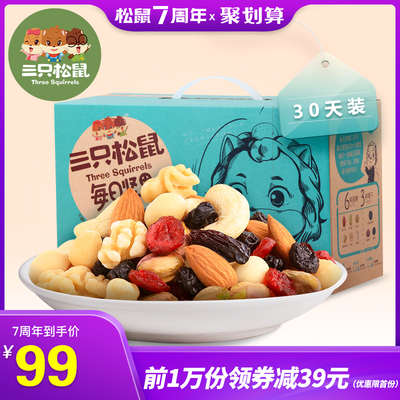 松鼠7周年 x 聚划算
三只松鼠
Three Squirrels
30天装
三只松鼠
Three Squirrels
每日坚果
7周年到手价
¥99
前1万份领券减39元
(优惠限首份)